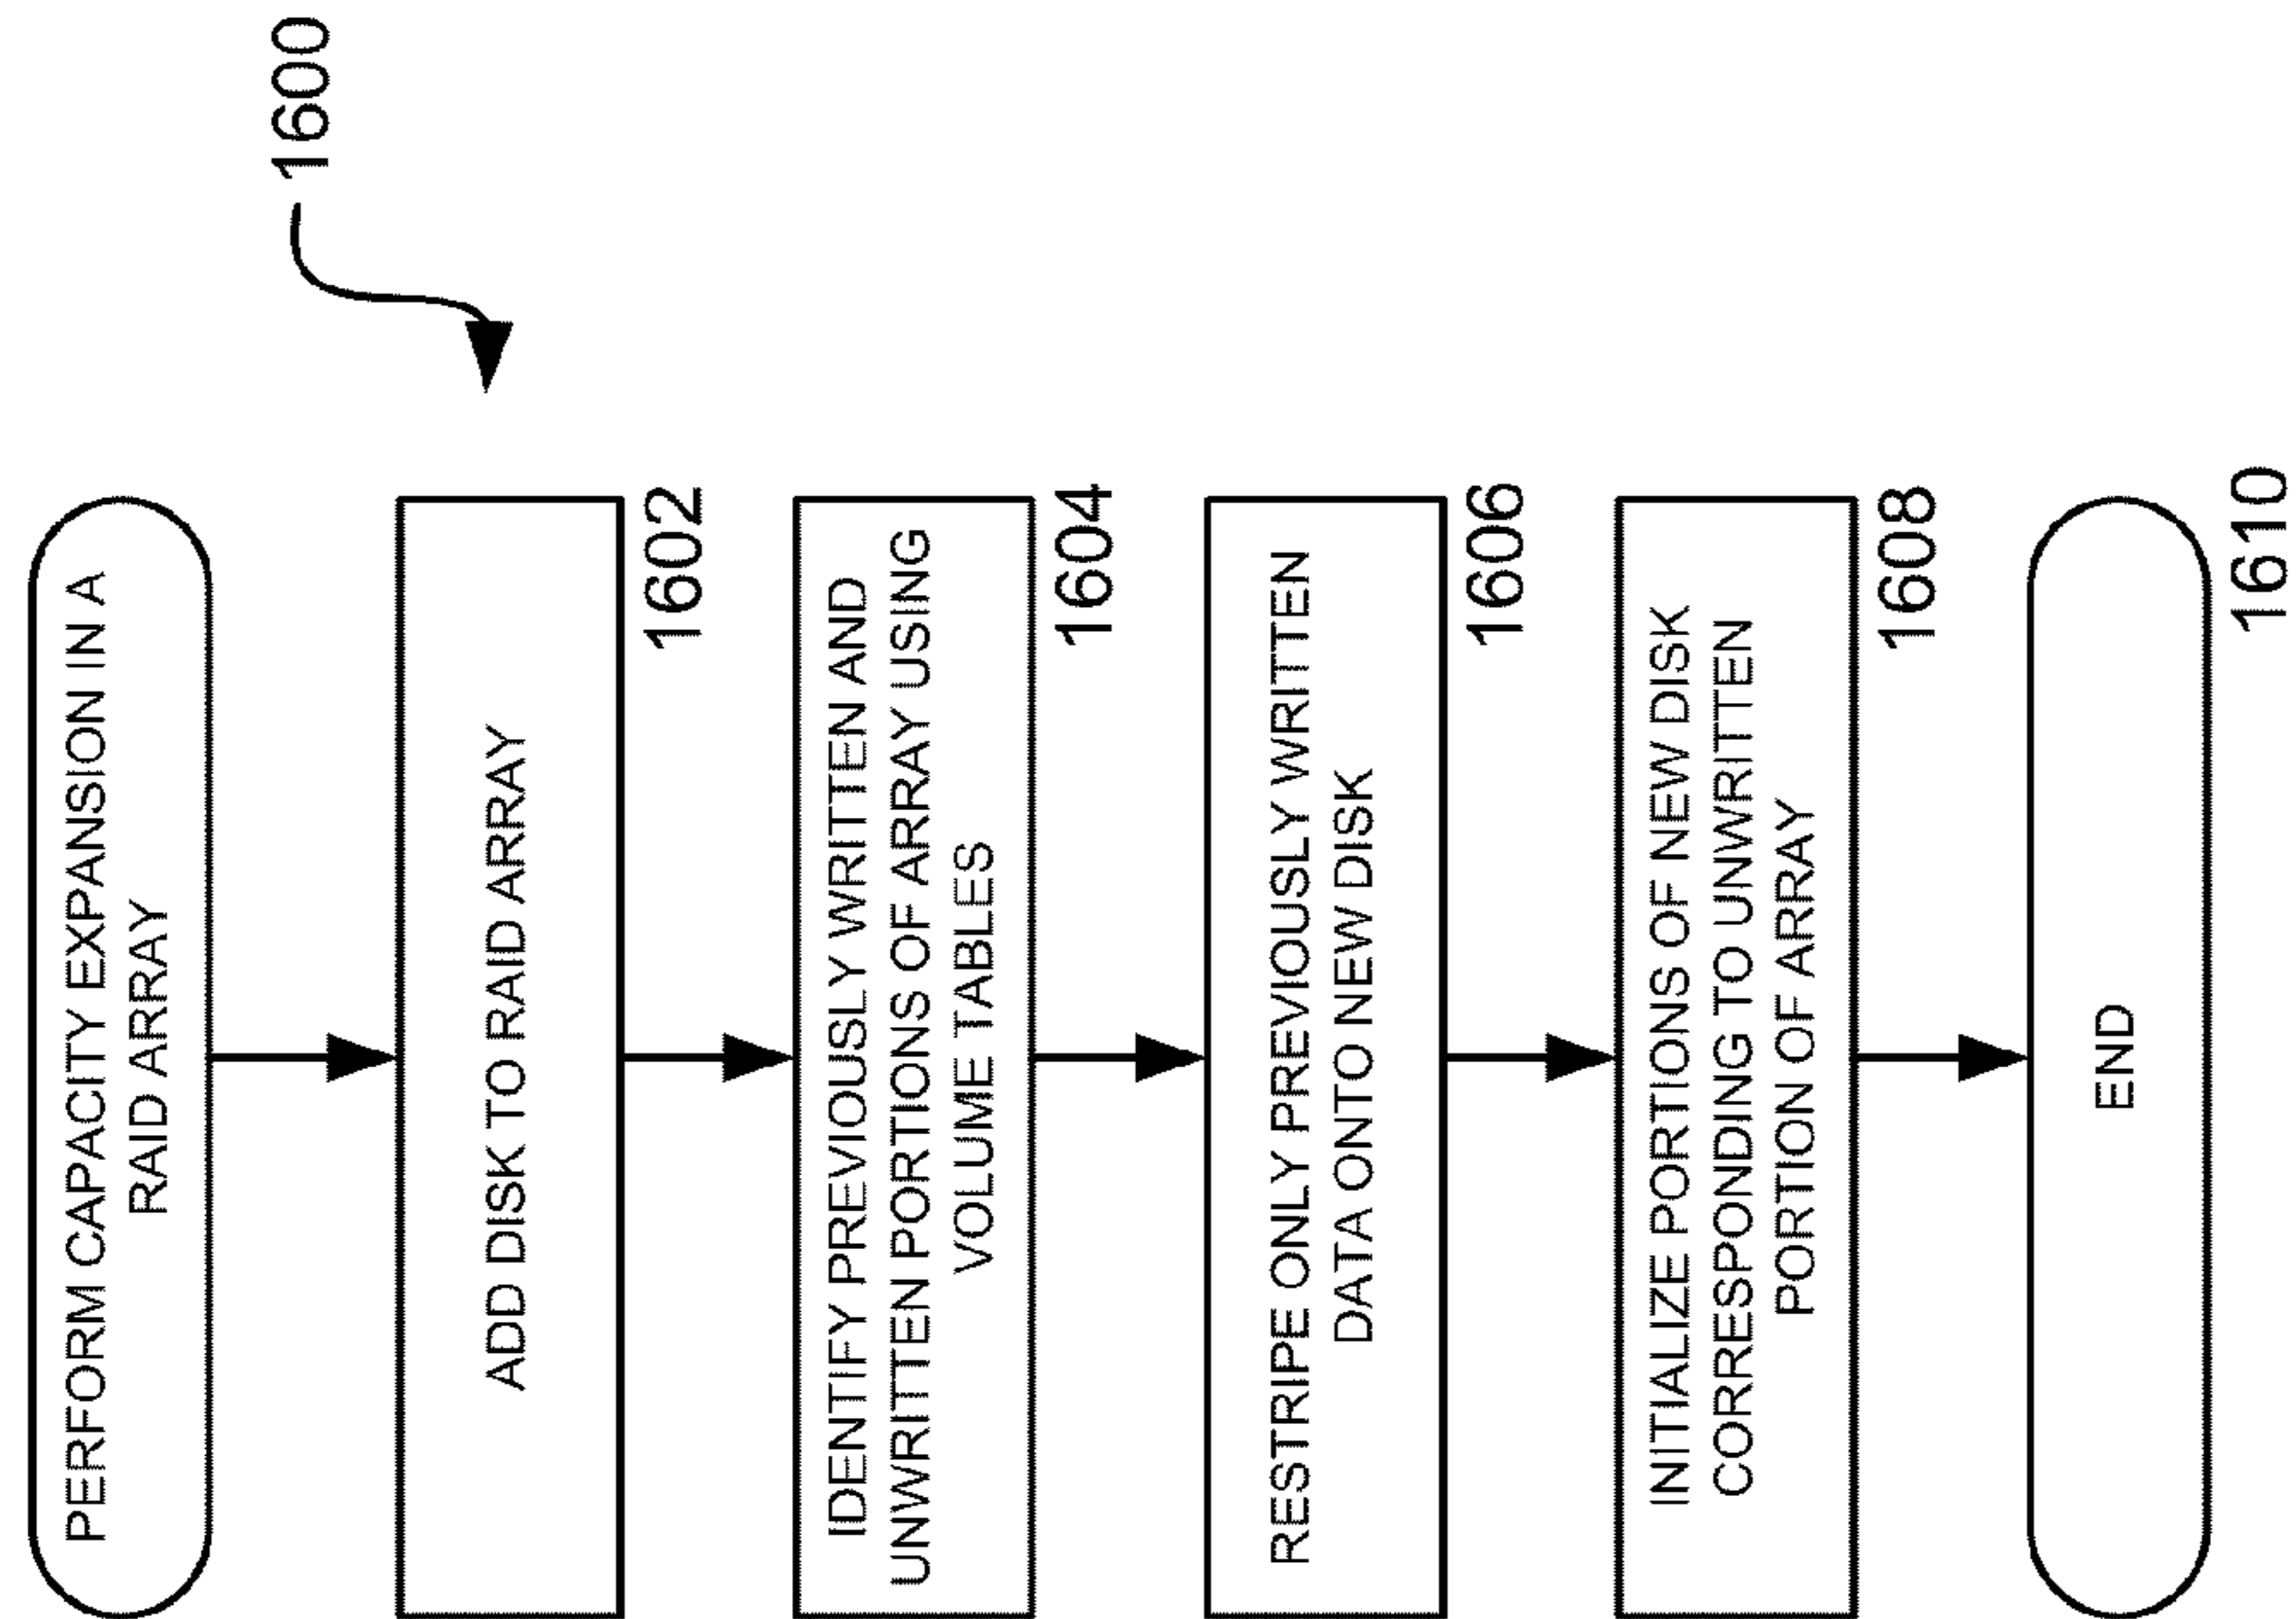 PERFORM CAPACITY EXPANSION IN A
RAID ARRAY
1600
ADD DISK TO RAID ARRAY
1602
IDENTIFY PREVIOUSLY WRITTEN AND
UNWRITTEN PORTIONS OF ARRAY USING
VOLUME TABLES
1604
RESTRIPE ONLY PREVIOUSLY WRITTEN
DATA ONTO NEW DISK
1606
INITIALIZE PORTIONS OF NEW DISK
CORRESPONDING TO UNWRITTEN
PORTION OF ARRAY
1608
END
1610